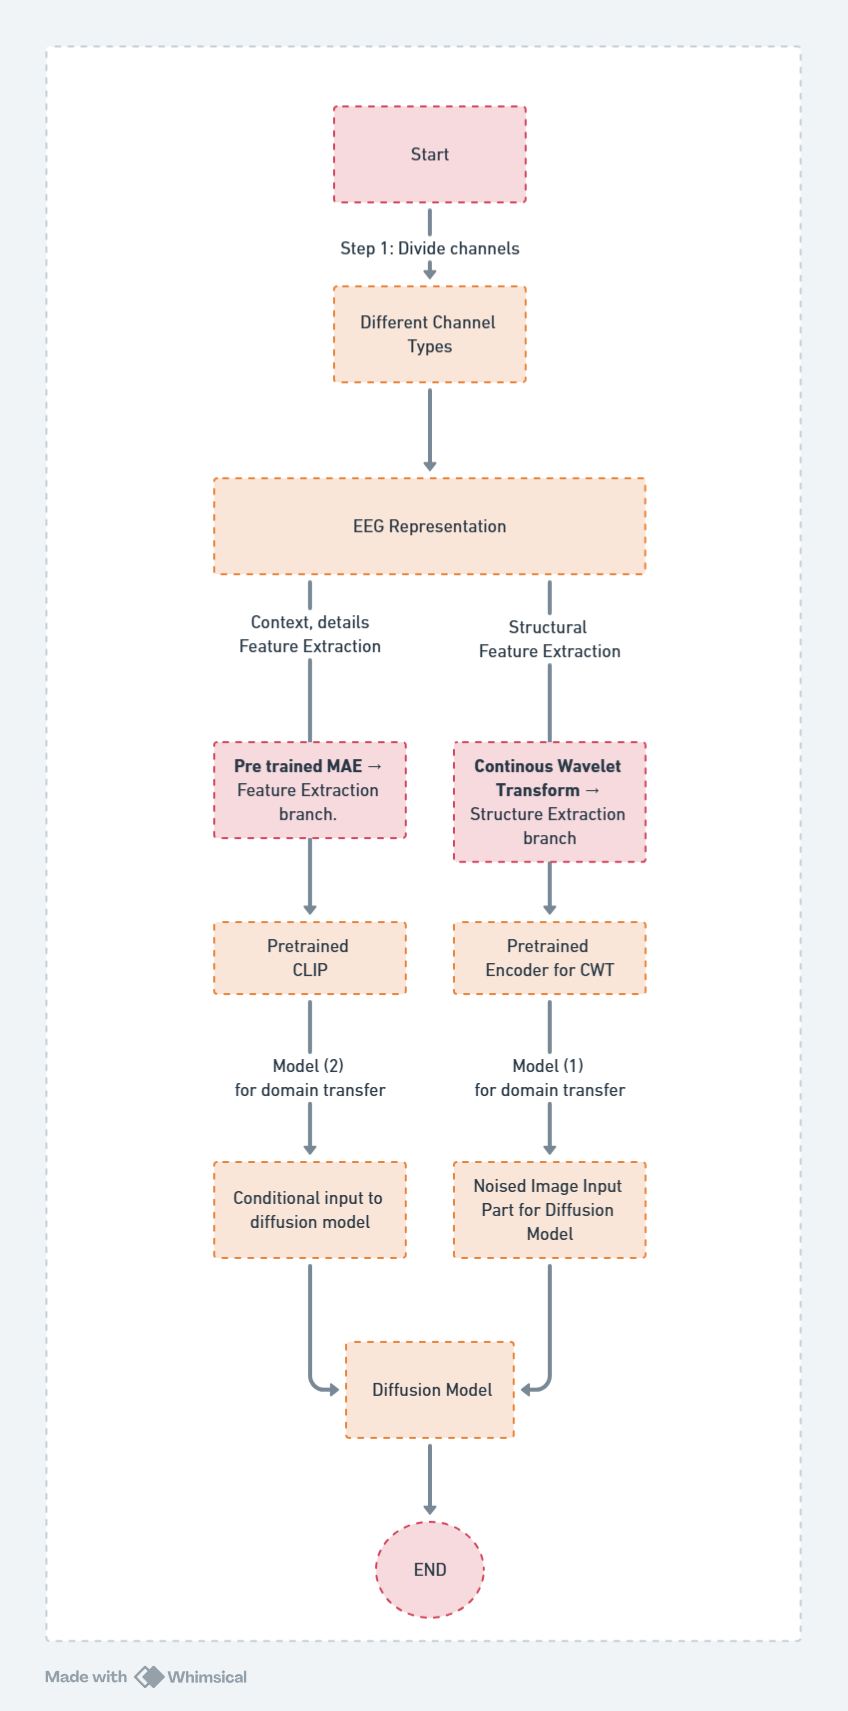 Start
Step 1: Divide channels
Different Channel
Types
EEG Representation
Context, details
Feature Extraction
Structural
Feature Extraction
Pre trained MAE →
Feature Extraction
branch.
Continous Wavelet
Transform →
Structure Extraction
branch
Pretrained
CLIP
Pretrained
Encoder for CWT
Model (2)
for domain transfer
Model (1)
for domain transfer
Conditional input to
diffusion model
Noised Image Input
Part for Diffusion
Model
Diffusion Model
END
Made with Whimsical